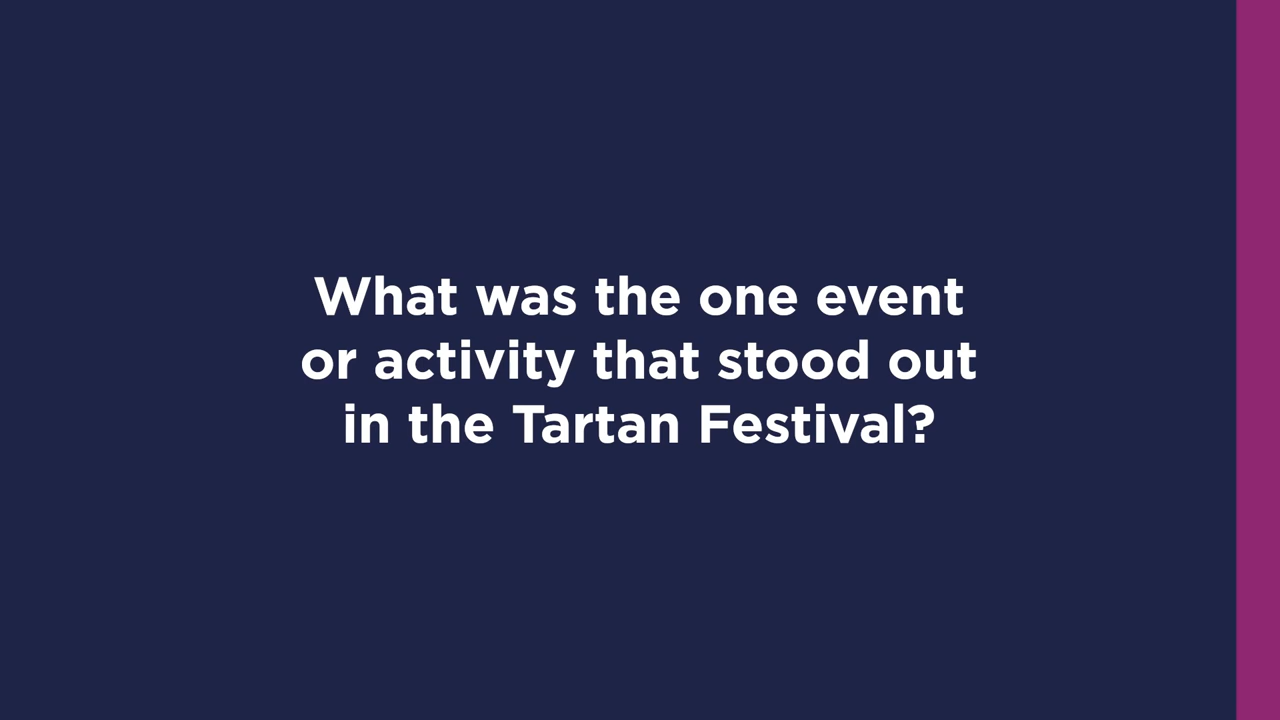 What was the one event
or activity that stood out
in the Tartan Festival?